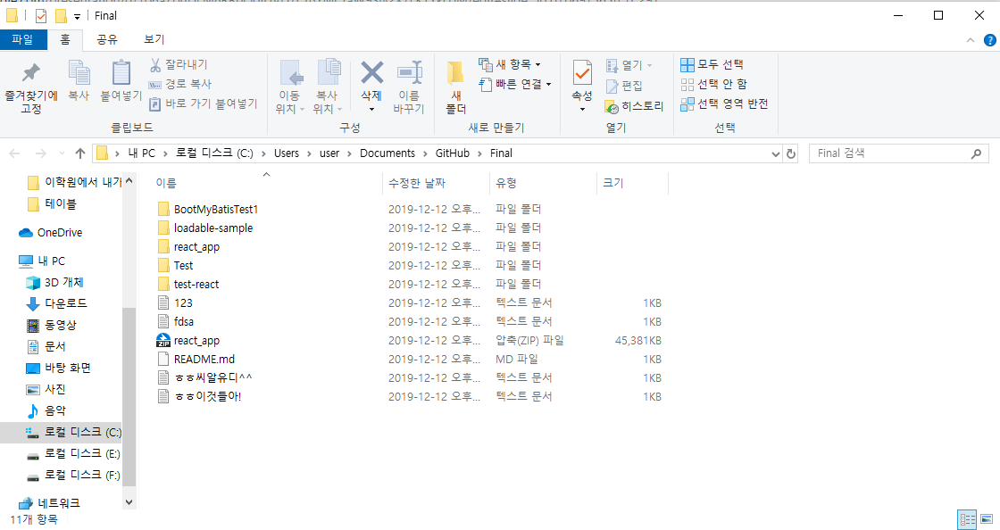 Final
파일 홈 공유 보기
즐겨찾기에 고정
복사
붙여넣기
잘라내기
경로 복사
바로 가기 붙여넣기
클립보드
이동 위치
복사 위치
삭제
이름 바꾸기
구성
새 폴더
새 항목
빠른 연결
새로 만들기
속성
열기
편집
히스토리
열기
모두 선택
선택 안 함
선택 영역 반전
선택
내 PC › 로컬 디스크 (C:) › Users › user › Documents › GitHub › Final
Final 검색
이학원에서 내가
테이블
OneDrive
내 PC
3D 개체
다운로드
동영상
문서
바탕 화면
사진
음악
로컬 디스크 (C:)
로컬 디스크 (E:)
로컬 디스크 (F:)
네트워크
이름 수정한 날짜 유형 크기
BootMyBatisTest1 2019-12-12 오후... 파일 폴더
loadable-sample 2019-12-12 오후... 파일 폴더
react_app 2019-12-12 오후... 파일 폴더
Test 2019-12-12 오후... 파일 폴더
test-react 2019-12-12 오후... 파일 폴더
123 2019-12-12 오후... 텍스트 문서 1KB
fdsa 2019-12-12 오후... 텍스트 문서 1KB
ZIP react_app 2019-12-12 오후... 압축(ZIP) 파일 45,381KB
README.md 2019-12-12 오후... MD 파일 1KB
ㅎㅎ씨알유디^^ 2019-12-12 오후... 텍스트 문서 1KB
ㅎㅎ이것들아! 2019-12-12 오후... 텍스트 문서 1KB
11개 항목